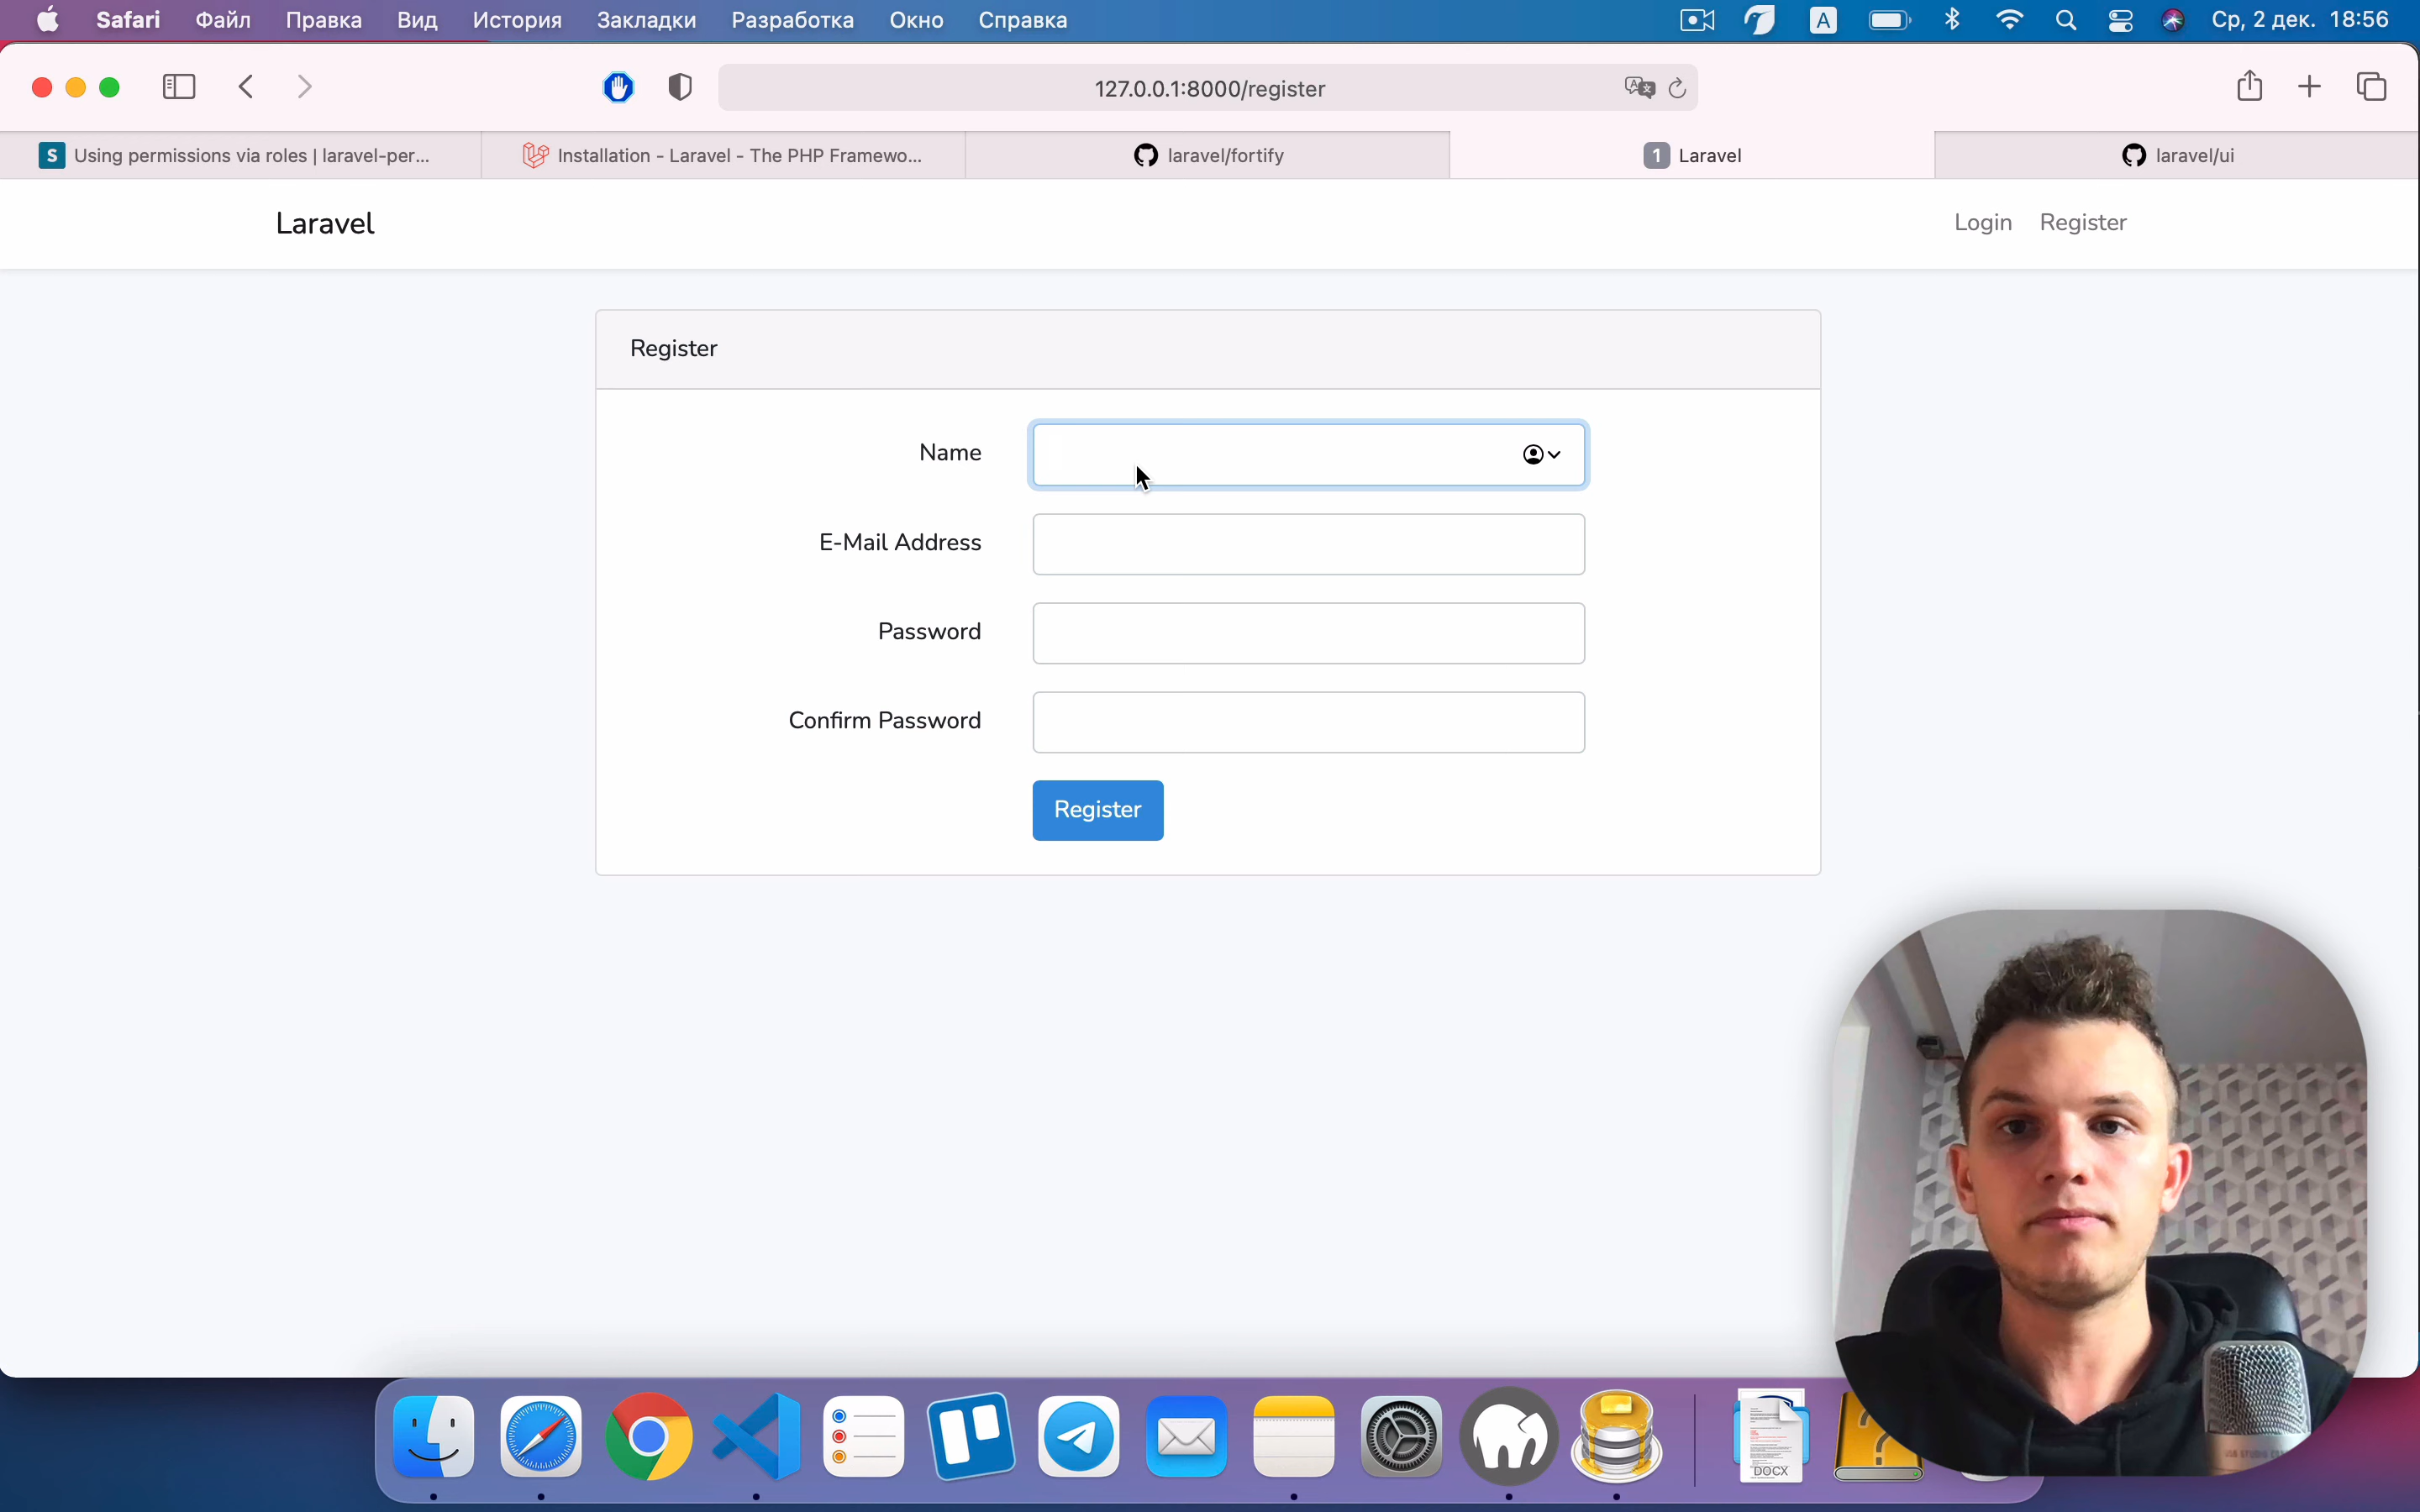 Safari Файл Правка Вид История Закладки Разработка Окно Справка A Ср, 2 дек. 18:56
127.0.0.1:8000/register
S Using permissions via roles | laravel-per... Installation - Laravel - The PHP Framewo... laravel/fortify 1 Laravel laravel/ui
Laravel Login Register
Register
Name
E-Mail Address
Password
Confirm Password
Register
DOCX